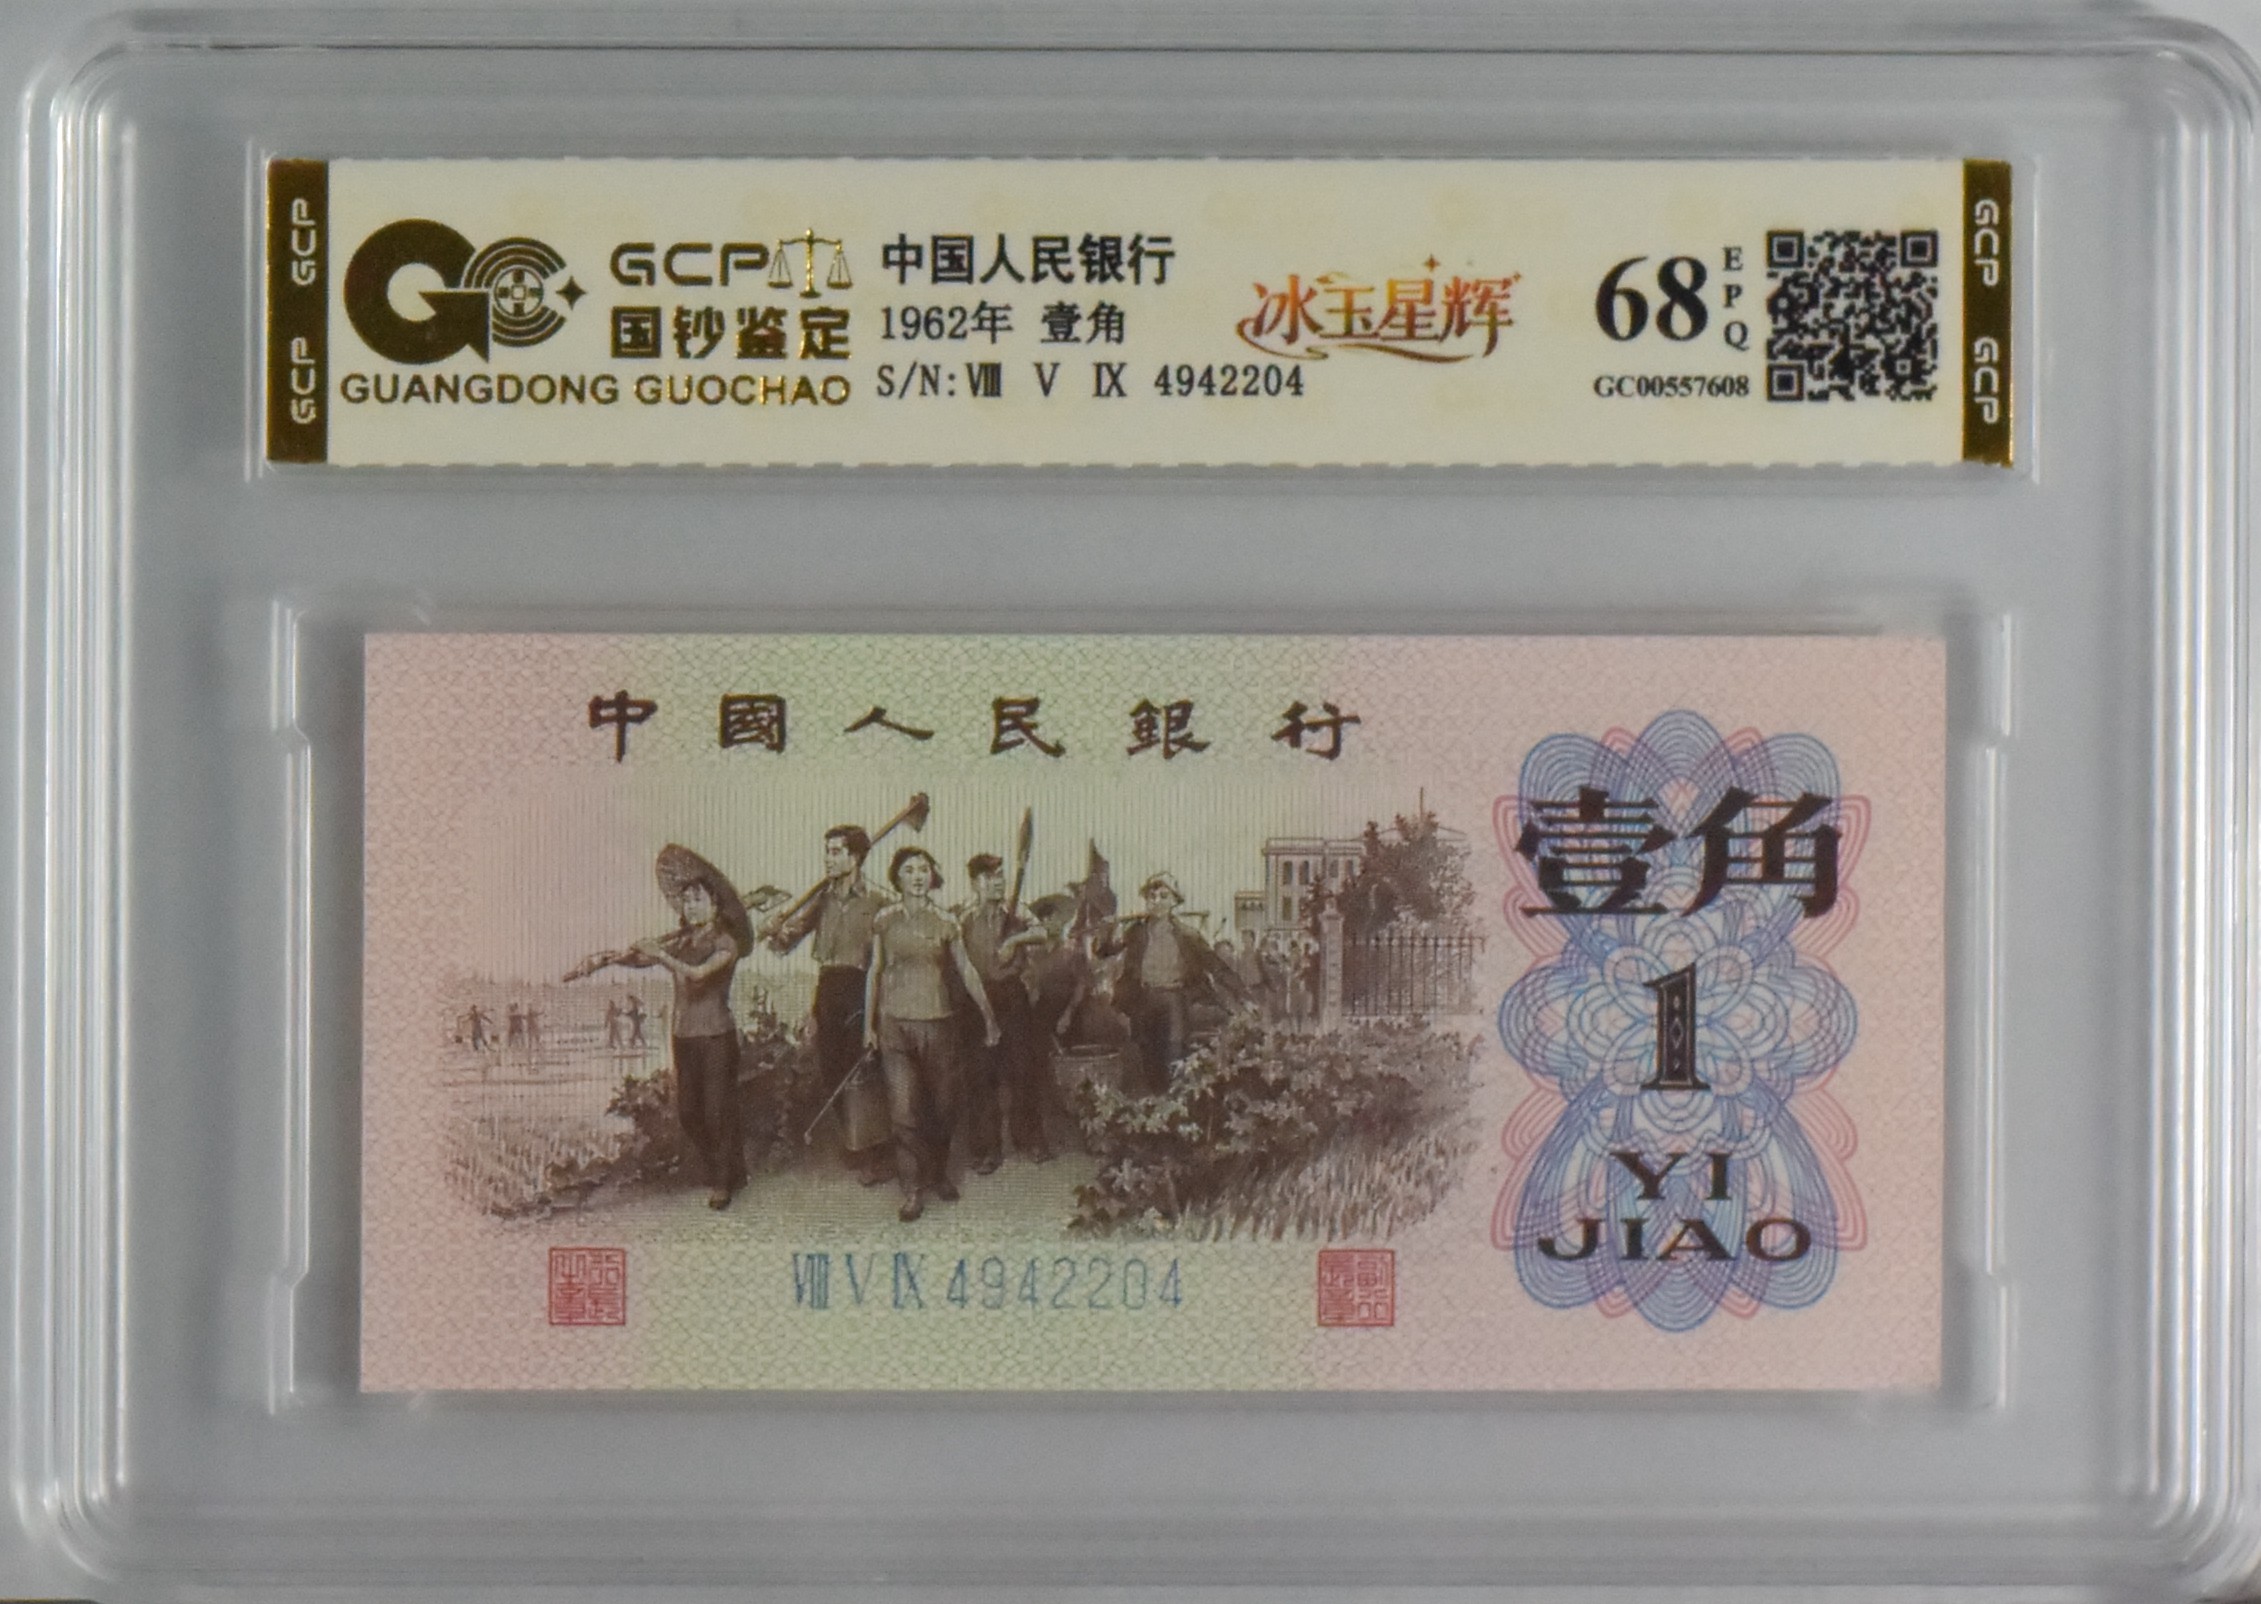 GCP
GCP
GCP
国钞鉴定
GUANGDONG GUOCHAO
中国人民银行
1962年 壹角
S/N: Ⅷ Ⅴ Ⅸ 4942204
冰玉星辉
68
EPQ
GC00557608
GCP
GCP
中國人民銀行
壹角
1
YI
JIAO
Ⅷ Ⅴ Ⅸ 4942204